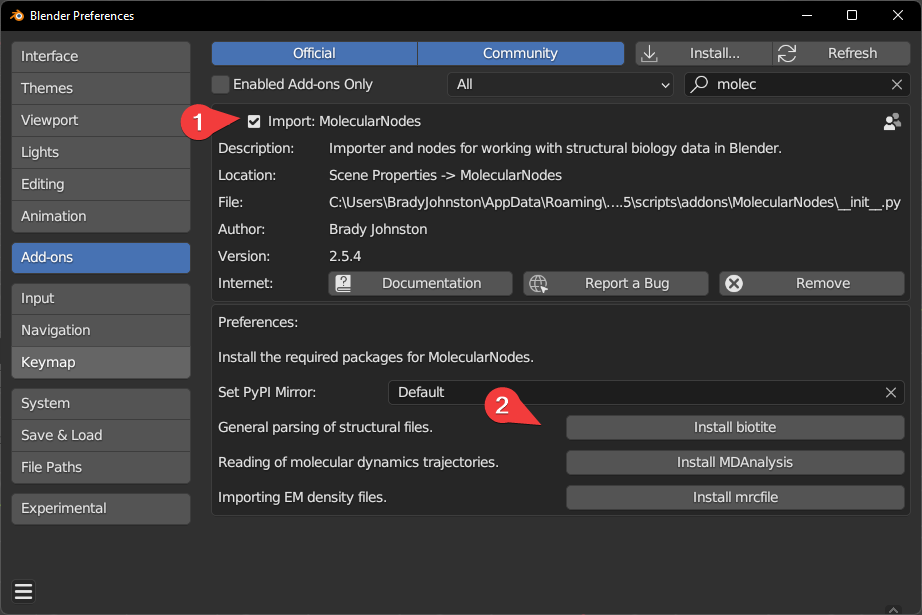 Blender Preferences
Interface
Themes
Viewport
Lights
Editing
Animation
Add-ons
Input
Navigation
Keymap
System
Save & Load
File Paths
Experimental
Official Community Install... Refresh
Enabled Add-ons Only All molec
1
Import: MolecularNodes
Description: Importer and nodes for working with structural biology data in Blender.
Location: Scene Properties -> MolecularNodes
File: C:\Users\BradyJohnston\AppData\Roaming\....5\scripts\addons\MolecularNodes\__init__.py
Author: Brady Johnston
Version: 2.5.4
Internet: Documentation Report a Bug Remove
Preferences:
Install the required packages for MolecularNodes.
Set PyPI Mirror: Default
2
General parsing of structural files. Install biotite
Reading of molecular dynamics trajectories. Install MDAnalysis
Importing EM density files. Install mrcfile